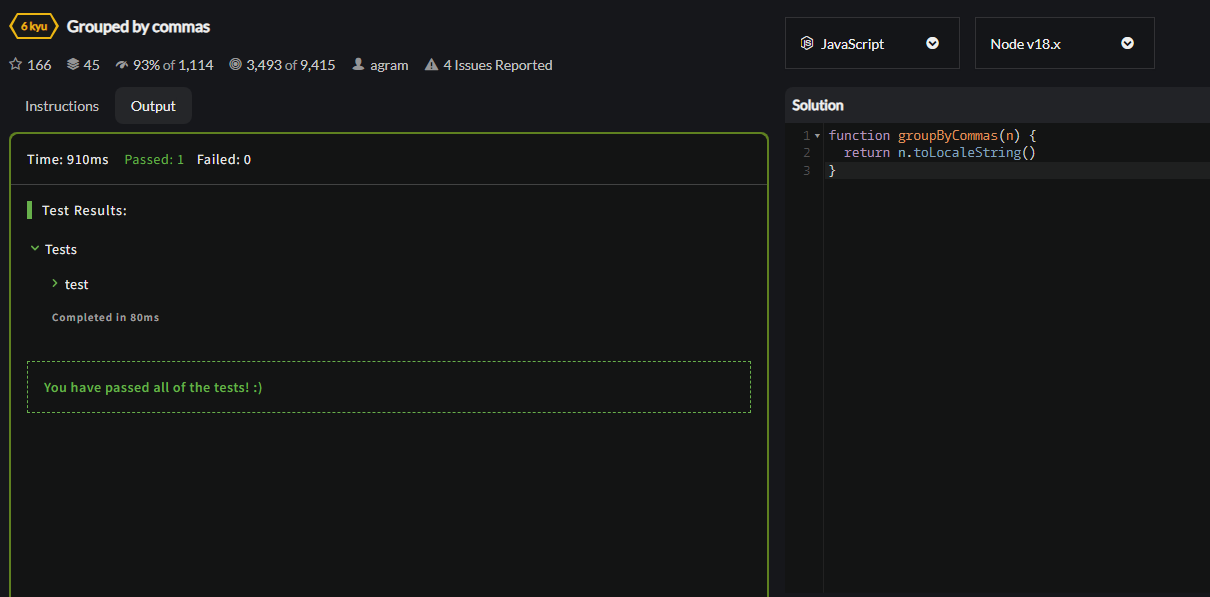 6 kyu Grouped by commas
166 45 93% of 1,114 3,493 of 9,415 agram 4 Issues Reported
Instructions Output
Time: 910ms Passed: 1 Failed: 0
Test Results:
Tests
test
Completed in 80ms
You have passed all of the tests! :)
JavaScript Node v18.x
Solution
1 function groupByCommas(n) {
2 return n.toLocaleString()
3 }